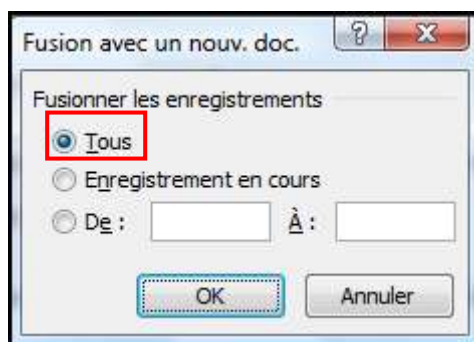 Fusion avec un nouv. doc.
Fusionner les enregistrements
Tous
Enregistrement en cours
De : À :
OK Annuler